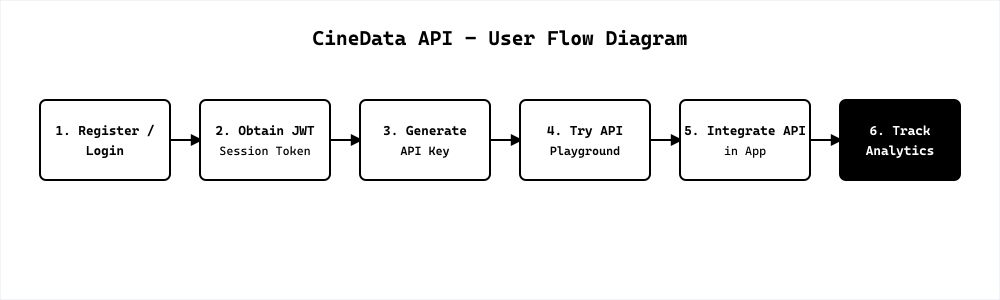 CineData API – User Flow Diagram
1. Register /
Login
2. Obtain JWT
Session Token
3. Generate
API Key
4. Try API
Playground
5. Integrate API
in App
6. Track
Analytics